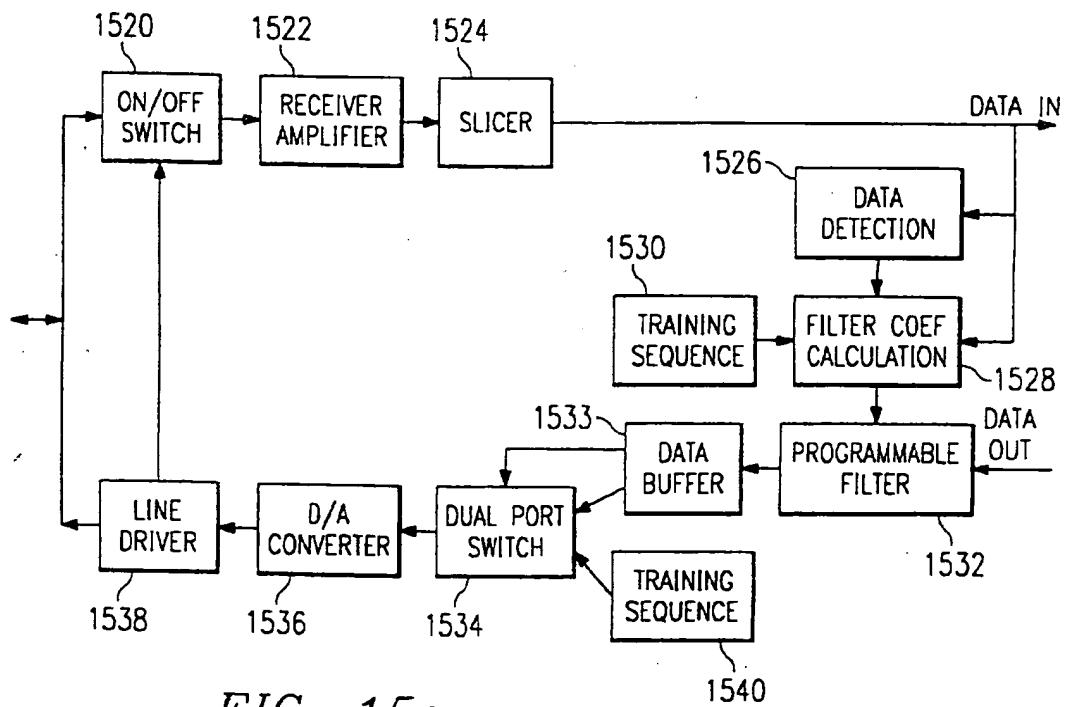 1520
1522
1524
ON/OFF
SWITCH
RECEIVER
AMPLIFIER
SLICER
DATA IN
1526
DATA
DETECTION
1530
TRAINING
SEQUENCE
FILTER COEF
CALCULATION
1528
1533
DATA
OUT
DATA
BUFFER
PROGRAMMABLE
FILTER
LINE
DRIVER
D/A
CONVERTER
DUAL PORT
SWITCH
1532
TRAINING
SEQUENCE
1538
1536
1534
1540